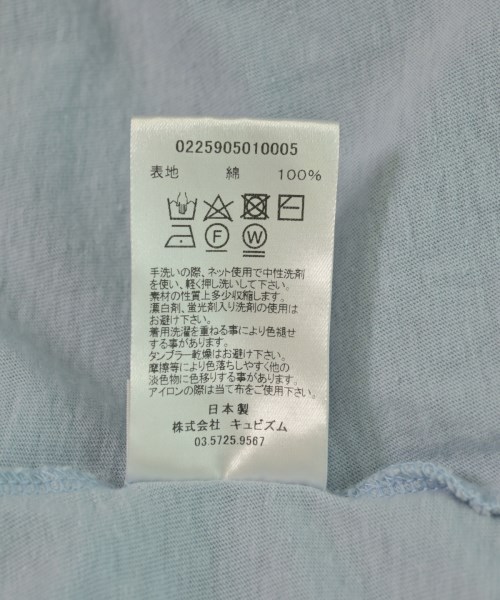 0225905010005
表地 綿 100%
F W
手洗いの際、ネット使用で中性洗剤
を使い、軽く押し洗いして下さい。
素材の性質上多少収縮します。
漂白剤、蛍光剤入り洗剤の使用は
お避け下さい。
着用洗濯を重ねる事により色褪せ
する事があります。
タンブラー乾燥はお避け下さい。
摩擦等により色落ちしやすく他の
淡色物に色移りする事があります。
アイロンの際は当て布をご使用下さい。
日本製
株式会社 キュビズム
03.5725.9567